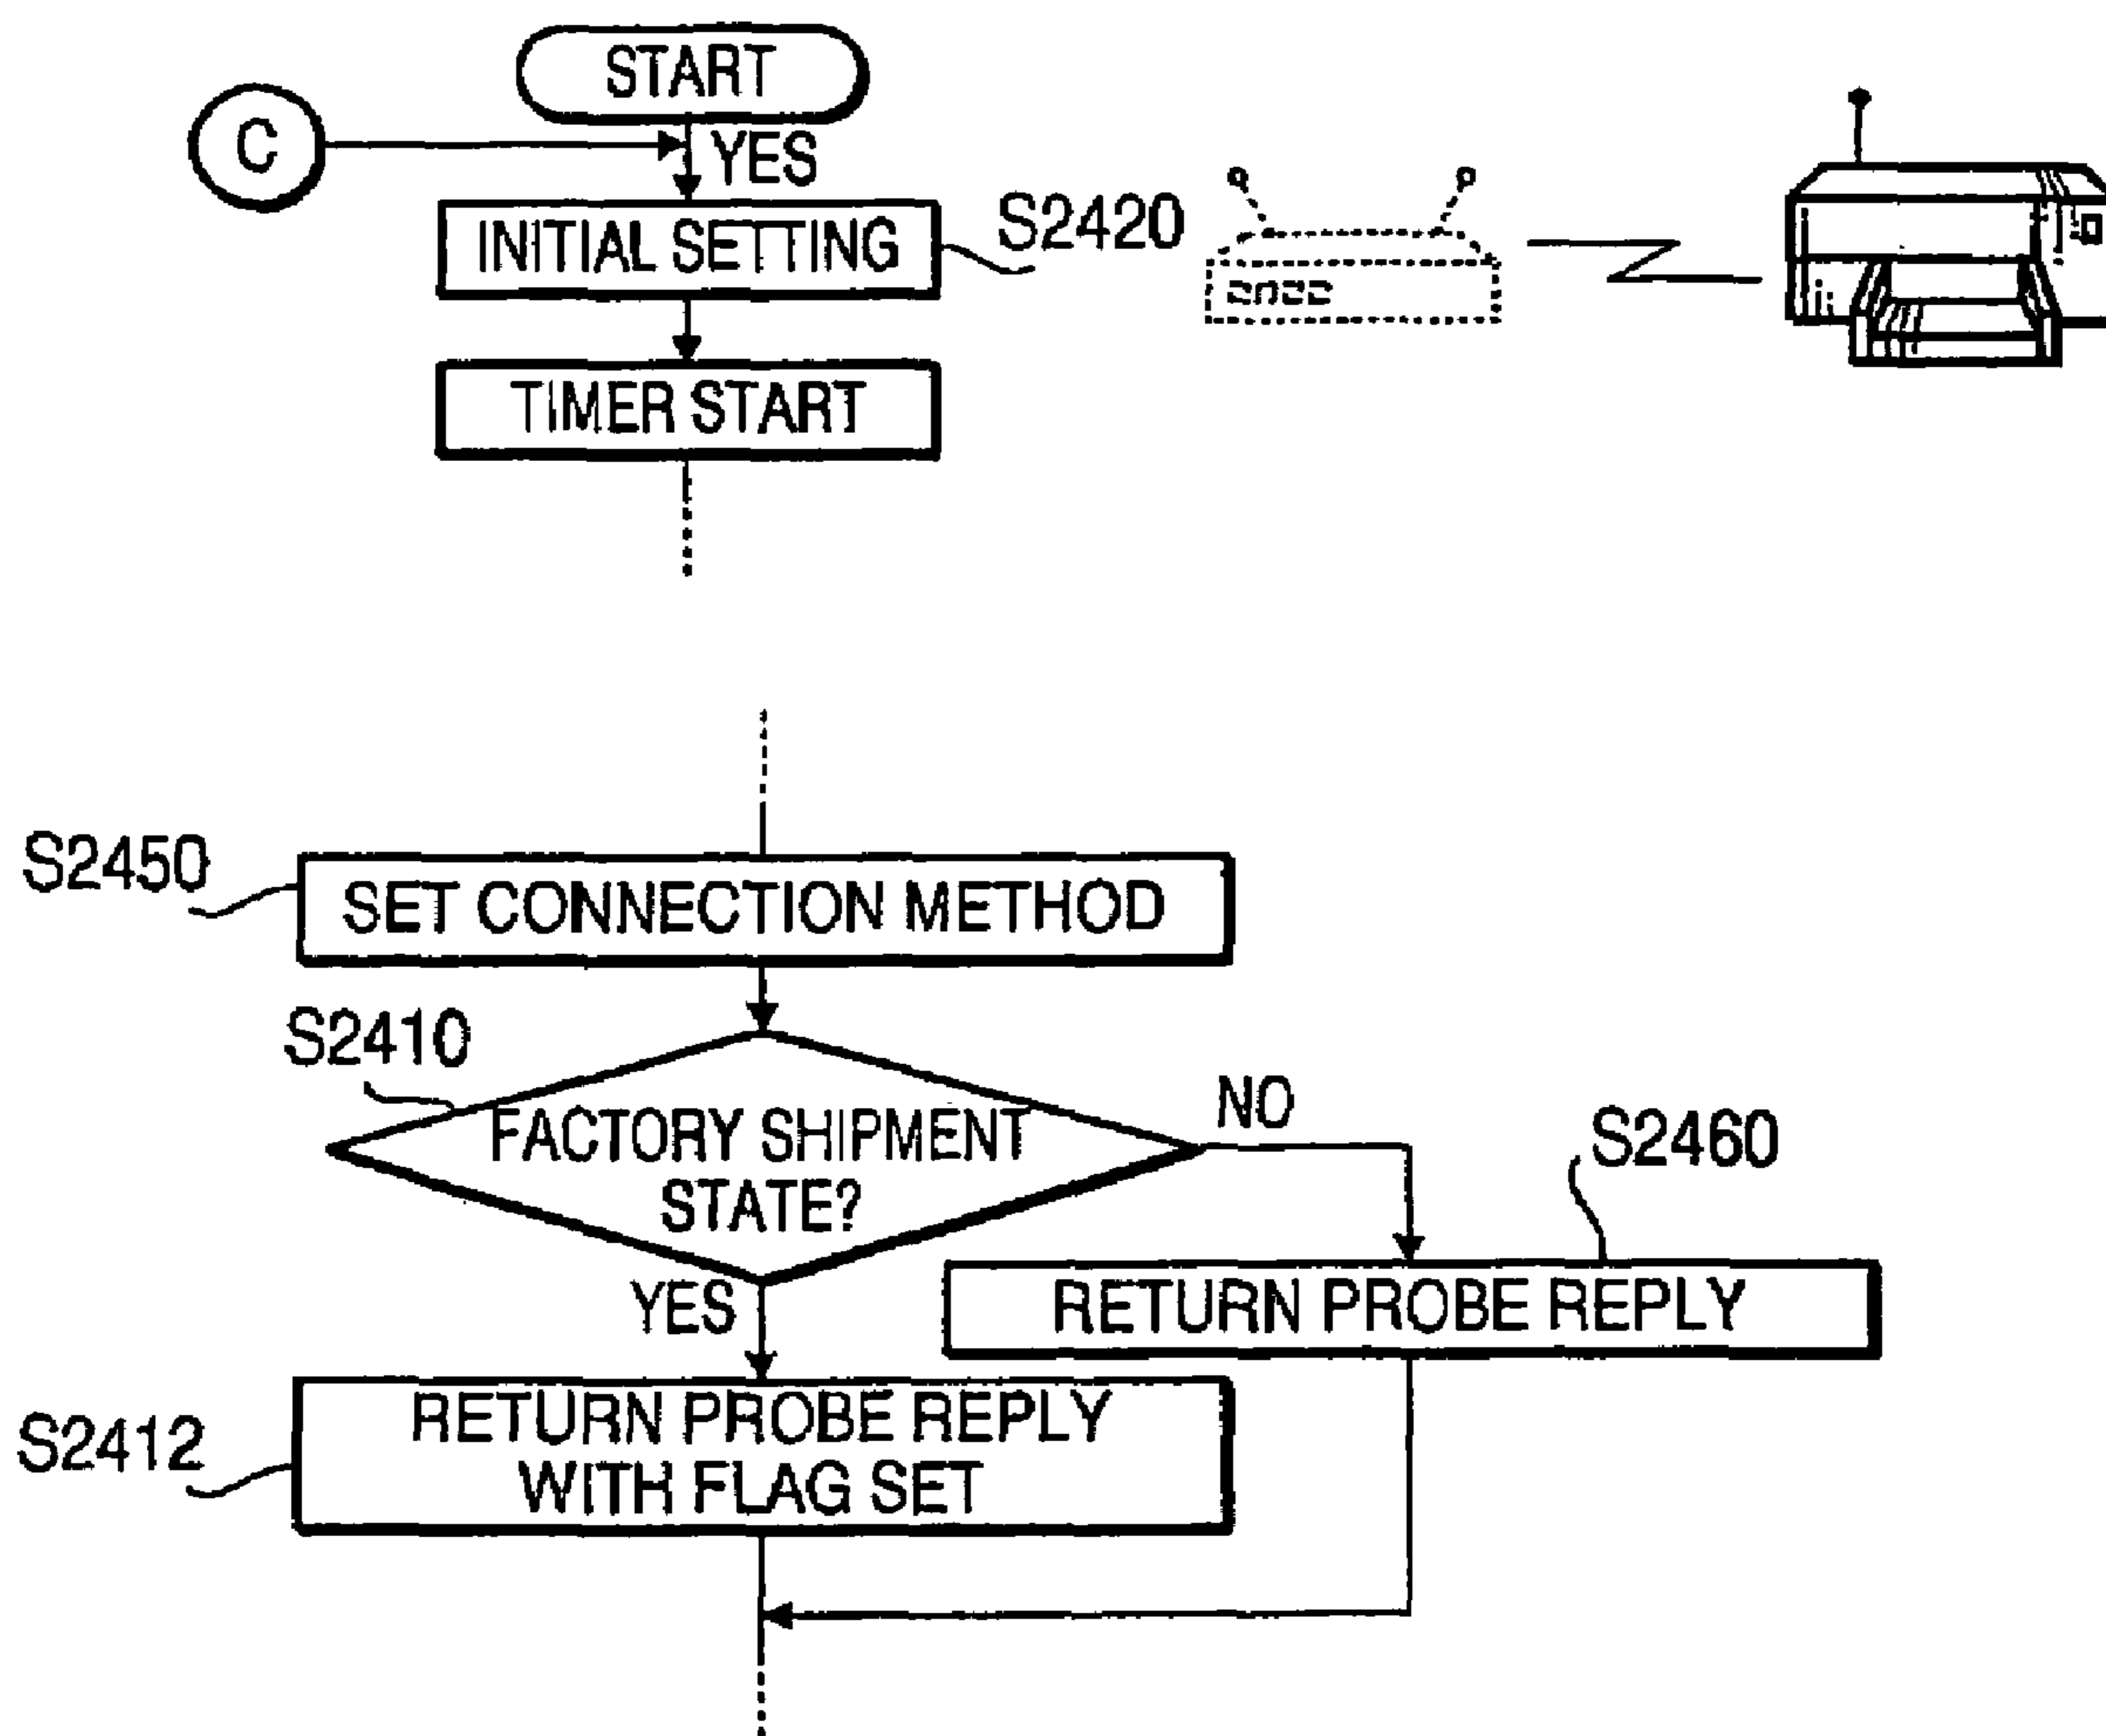 START
C
YES
INITIAL SETTING
S2420
TIMER START
S2450
SET CONNECTION METHOD
S2410
FACTORY SHIPMENT
STATE?
NO
S2460
YES
RETURN PROBE REPLY
S2412
RETURN PROBE REPLY
WITH FLAG SET